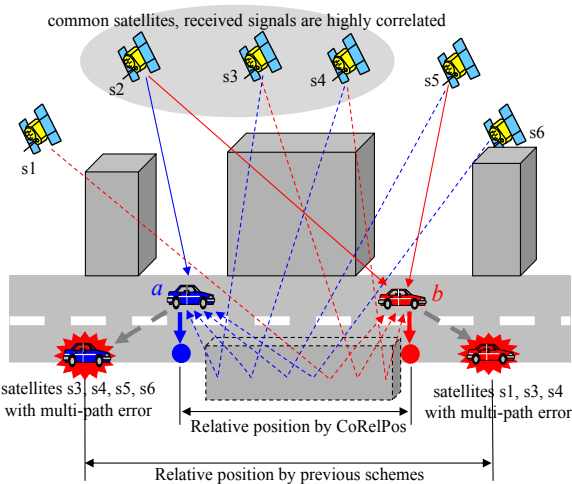 common satellites, received signals are highly correlated
s1
s2
s3
s4
s5
s6
a
b
satellites s3, s4, s5, s6
with multi-path error
satellites s1, s3, s4
with multi-path error
Relative position by CoRelPos
Relative position by previous schemes